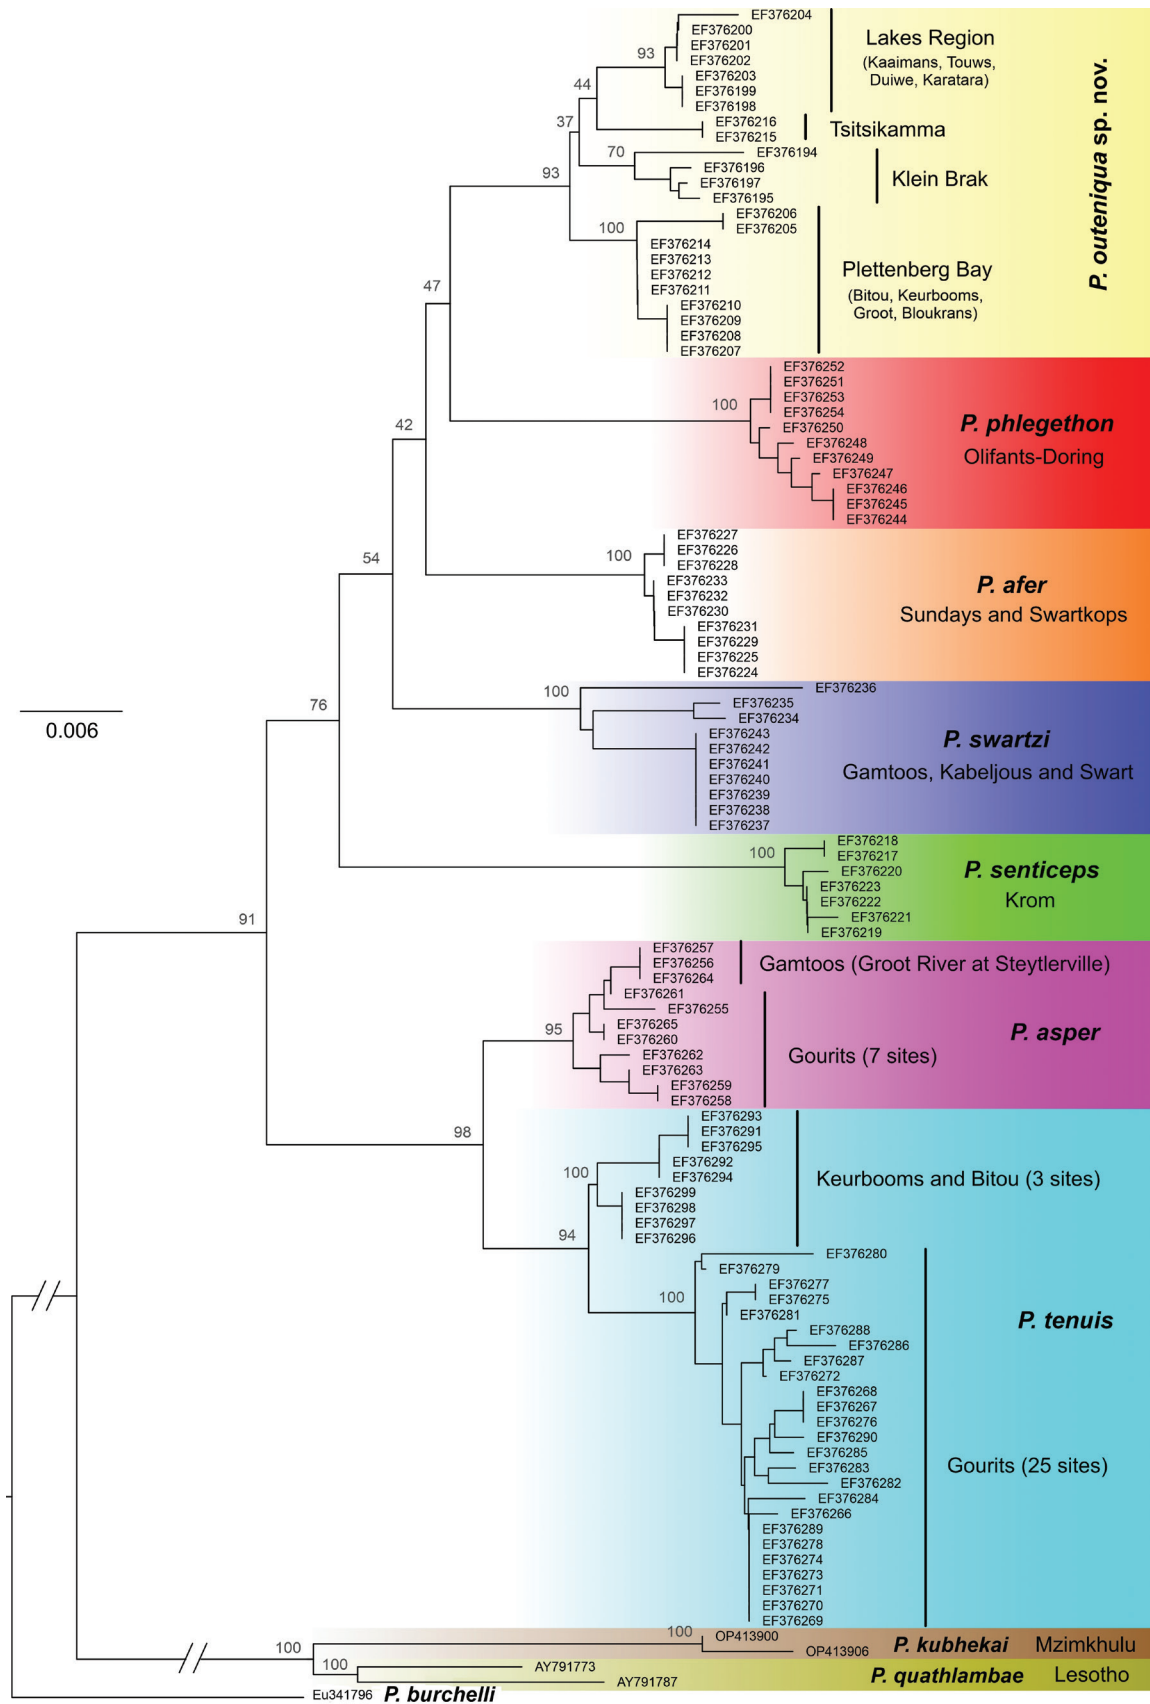 EF376204
EF376200
EF376201
EF376202
93
EF376203
EF376199
EF376198
Lakes Region
(Kaaimans, Touws,
Duiwe, Karatara)
44
EF376216
EF376215
Tsitsikamma
37
70
EF376194
EF376196
EF376197
EF376195
Klein Brak
93
EF376206
EF376205
100
EF376214
EF376213
EF376212
EF376211
EF376210
EF376209
EF376208
EF376207
Plettenberg Bay
(Bitou, Keurbooms,
Groot, Bloukrans)
P. outeniqua sp. nov.
47
EF376252
EF376251
EF376253
EF376254
100
EF376250
EF376248
EF376249
EF376247
EF376246
EF376245
EF376244
P. phlegethon
Olifants-Doring
42
EF376227
EF376226
EF376228
100
EF376233
EF376232
EF376230
EF376231
EF376229
EF376225
EF376224
P. afer
Sundays and Swartkops
54
100
EF376236
EF376235
EF376234
EF376243
EF376242
EF376241
EF376240
EF376239
EF376238
EF376237
P. swartzi
Gamtoos, Kabeljous and Swart
76
0.006
EF376218
EF376217
100
EF376220
EF376223
EF376222
EF376221
EF376219
P. senticeps
Krom
91
EF376257
EF376256
EF376264
Gamtoos (Groot River at Steytlerville)
EF376261
EF376255
95
EF376265
EF376260
EF376262
EF376263
EF376259
EF376258
Gourits (7 sites)
P. asper
98
EF376293
EF376291
EF376295
100
EF376292
EF376294
EF376299
EF376298
EF376297
EF376296
Keurbooms and Bitou (3 sites)
94
EF376280
EF376279
100
EF376277
EF376275
EF376281
EF376288
EF376286
EF376287
EF376272
EF376268
EF376267
EF376276
EF376290
EF376285
EF376283
EF376282
EF376284
EF376266
EF376289
EF376278
EF376274
EF376273
EF376271
EF376270
EF376269
Gourits (25 sites)
P. tenuis
100
100
OP413900
OP413906
P. kubhekai Mzimkhulu
100
AY791773
AY791787
P. quathlambae Lesotho
Eu341796 P. burchelli